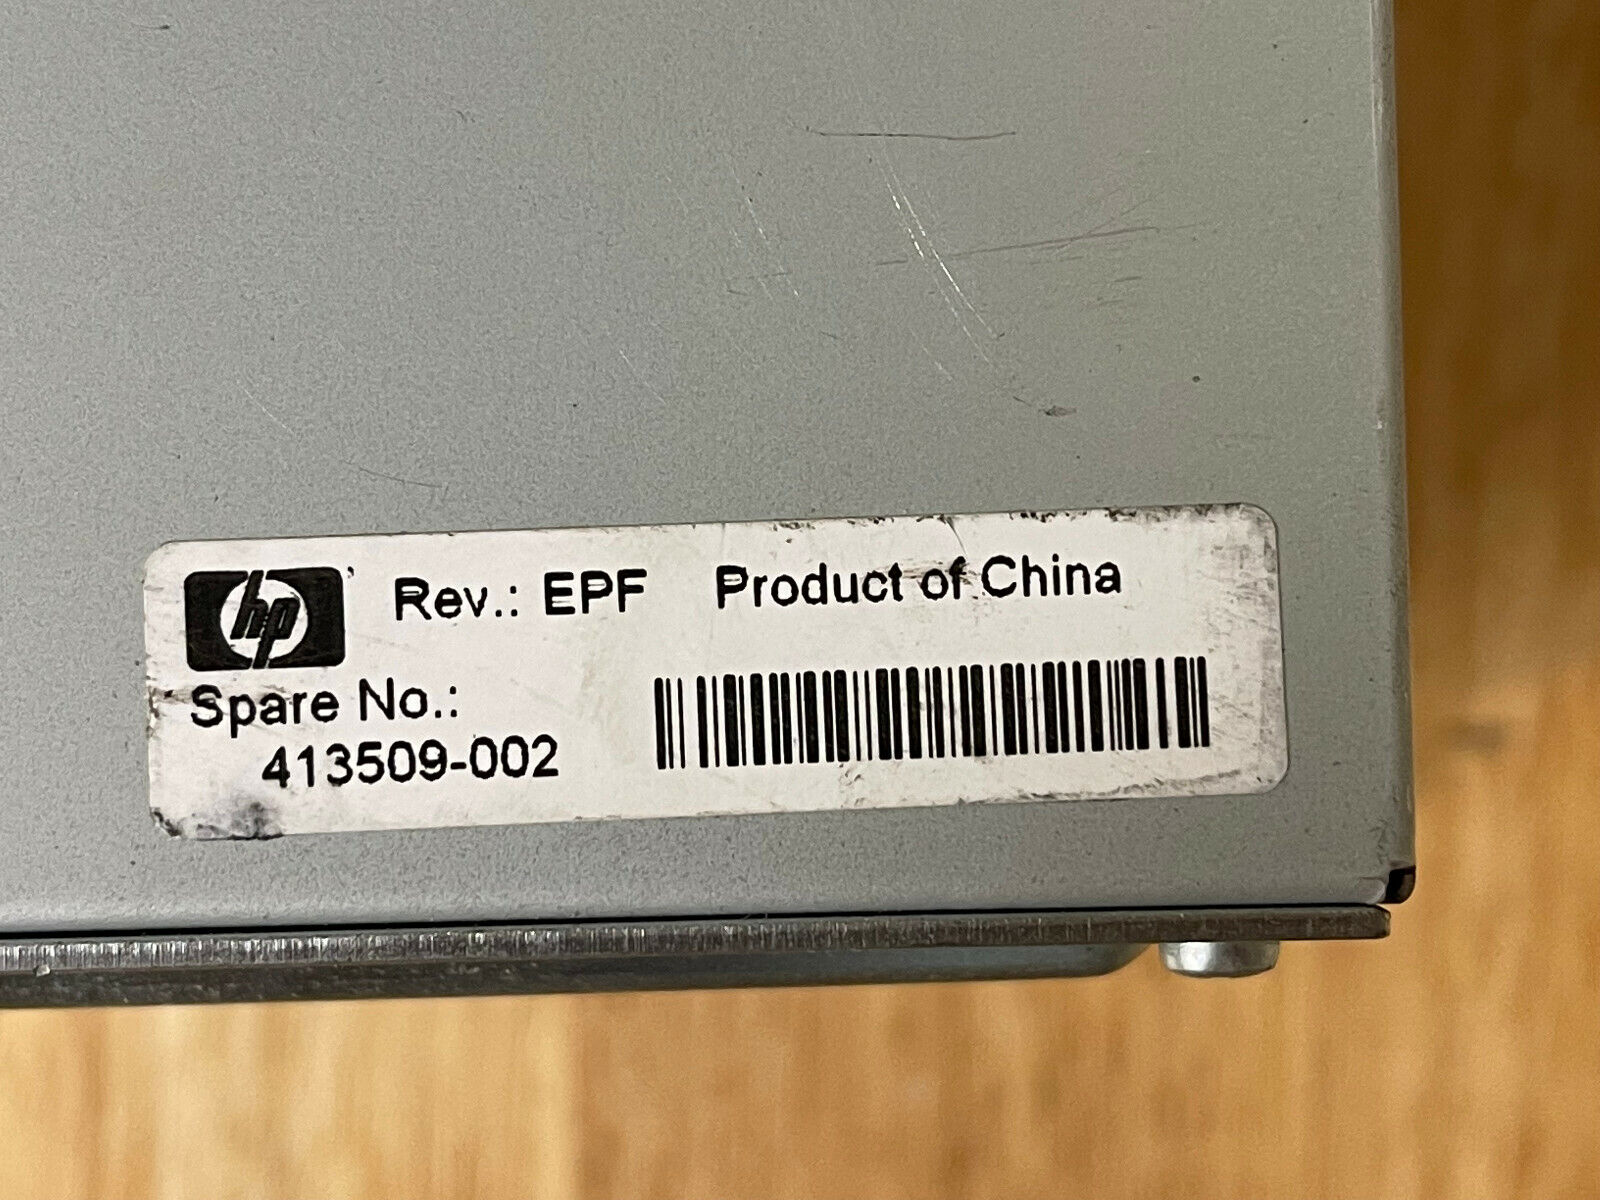 hp Rev.: EPF Product of China
Spare No.:
413509-002